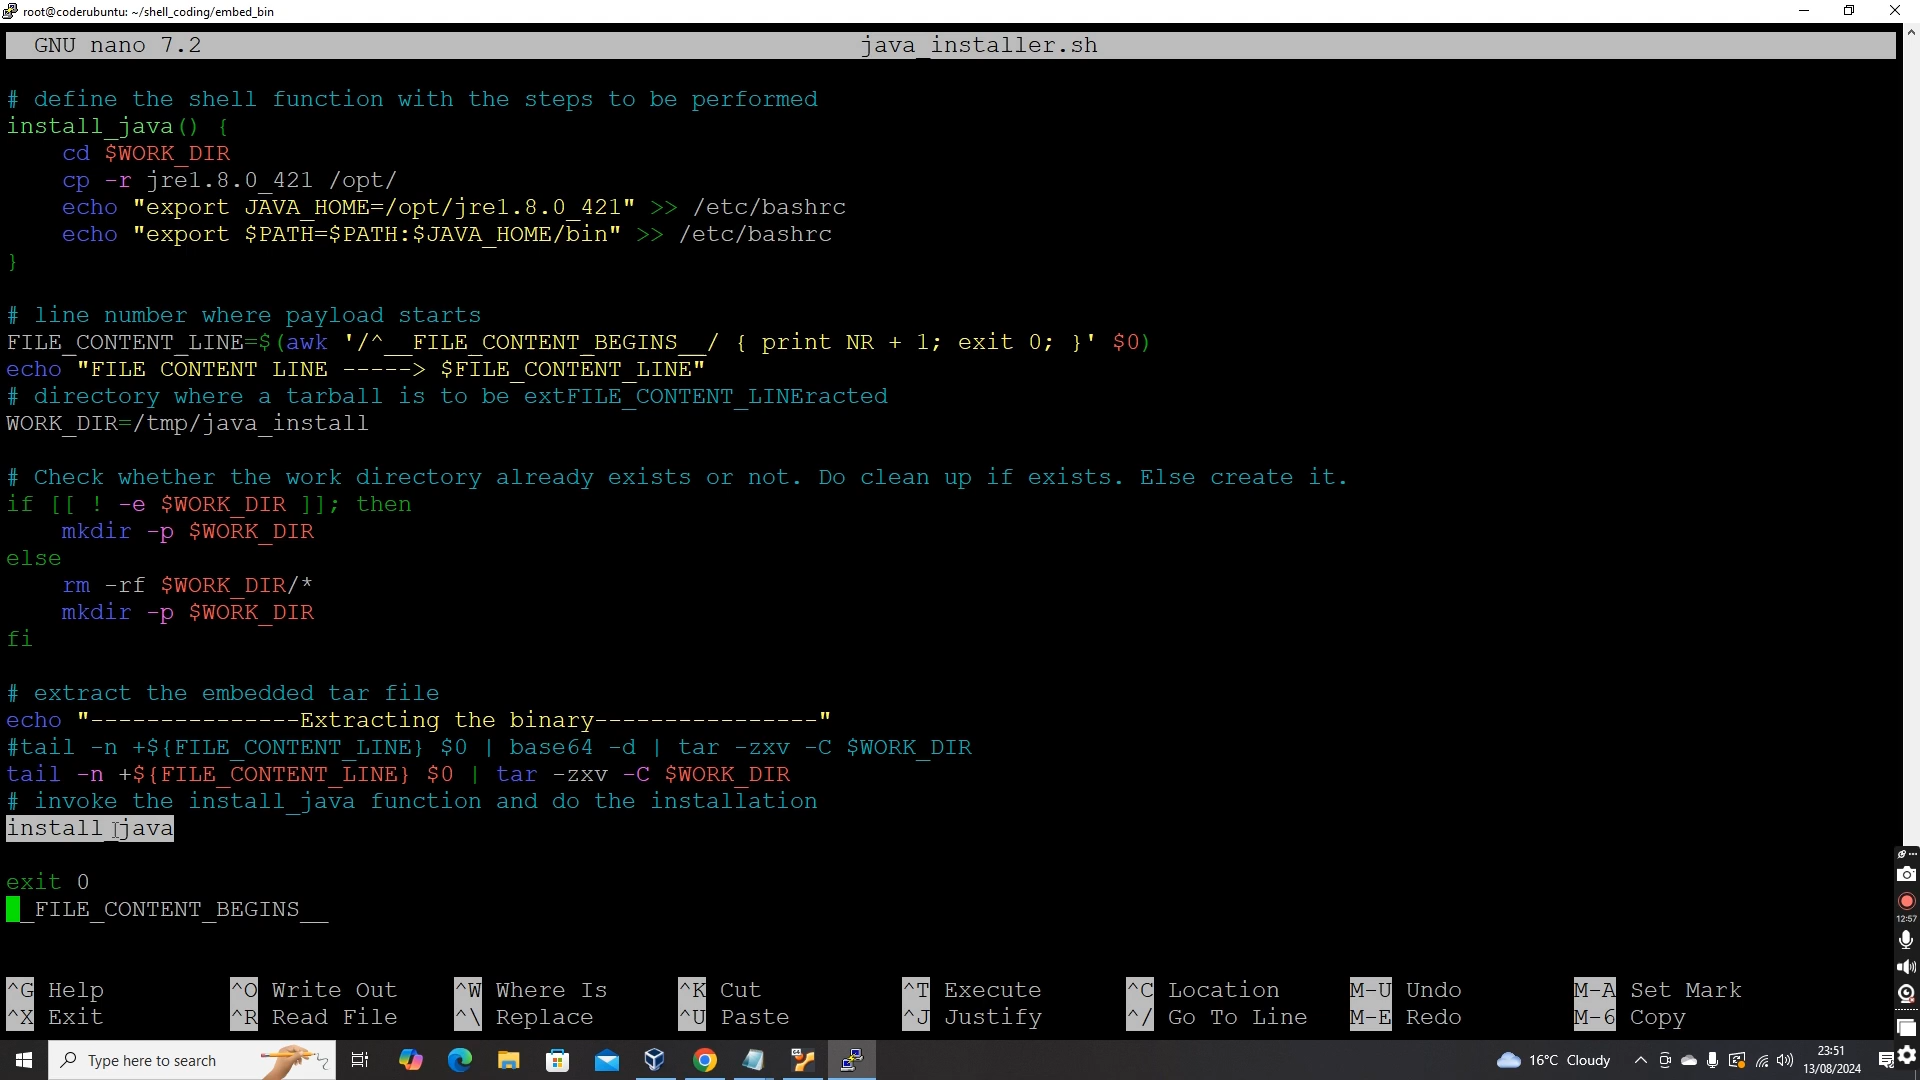 root@coderubuntu: ~/shell_coding/embed_bin
GNU nano 7.2 java_installer.sh
# define the shell function with the steps to be performed
install_java() {
    cd $WORK_DIR
    cp -r jre1.8.0_421 /opt/
    echo "export JAVA_HOME=/opt/jre1.8.0_421" >> /etc/bashrc
    echo "export $PATH=$PATH:$JAVA_HOME/bin" >> /etc/bashrc
}
# line number where payload starts
FILE_CONTENT_LINE=$(awk '/^__FILE_CONTENT_BEGINS__/ { print NR + 1; exit 0; }' $0)
echo "FILE CONTENT LINE -----> $FILE_CONTENT_LINE"
# directory where a tarball is to be extFILE_CONTENT_LINEracted
WORK_DIR=/tmp/java_install
# Check whether the work directory already exists or not. Do clean up if exists. Else create it.
if [[ ! -e $WORK_DIR ]]; then
    mkdir -p $WORK_DIR
else
    rm -rf $WORK_DIR/*
    mkdir -p $WORK_DIR
fi
# extract the embedded tar file
echo "---------------Extracting the binary----------------"
#tail -n +${FILE_CONTENT_LINE} $0 | base64 -d | tar -zxv -C $WORK_DIR
tail -n +${FILE_CONTENT_LINE} $0 | tar -zxv -C $WORK_DIR
# invoke the install_java function and do the installation
install_java
exit 0
__FILE_CONTENT_BEGINS__
^G Help ^O Write Out ^W Where Is ^K Cut ^T Execute ^C Location M-U Undo M-A Set Mark
^X Exit ^R Read File ^\ Replace ^U Paste ^J Justify ^/ Go To Line M-E Redo M-6 Copy
12:57
Type here to search
16°C Cloudy
23:51
13/08/2024